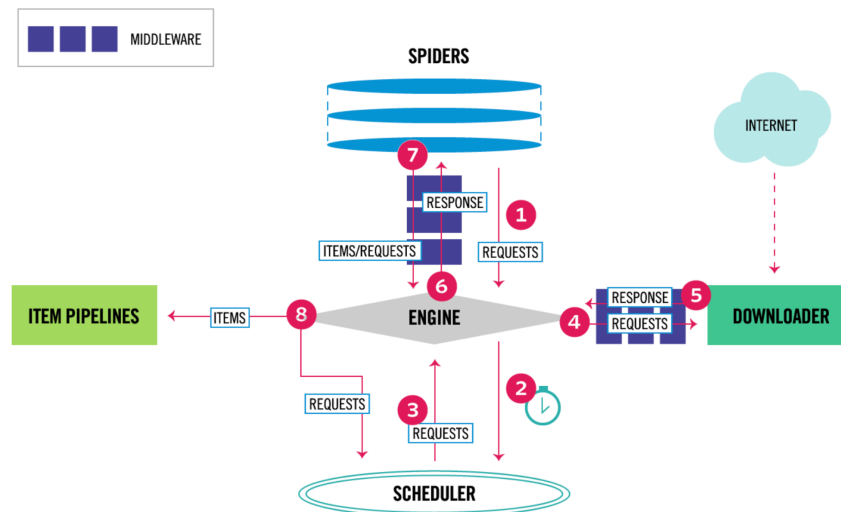 MIDDLEWARE
SPIDERS
INTERNET
7
RESPONSE
1
ITEMS/REQUESTS
REQUESTS
6
RESPONSE
5
ITEM PIPELINES
ITEMS
8
ENGINE
4
REQUESTS
DOWNLOADER
2
REQUESTS
3
REQUESTS
SCHEDULER